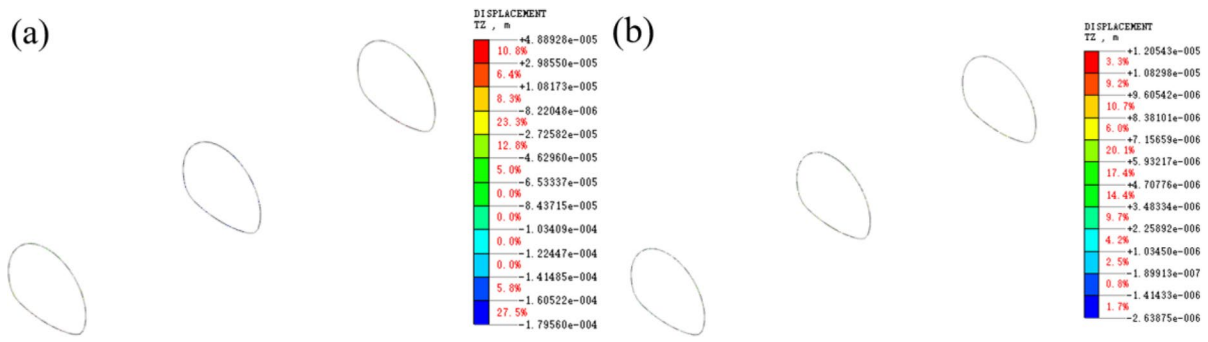 (a)
DISPLACEMENT
TZ , m
+4.88928e-005
10.8%
+2.98550e-005
6.4%
+1.08173e-005
8.3%
-8.22048e-006
23.3%
-2.72582e-005
12.8%
-4.62960e-005
5.0%
-6.53337e-005
0.0%
-8.43715e-005
0.0%
-1.03409e-004
0.0%
-1.22447e-004
0.0%
-1.41485e-004
5.8%
-1.60522e-004
27.5%
-1.79560e-004
(b)
DISPLACEMENT
TZ , m
+1.20543e-005
3.3%
+1.08298e-005
9.2%
+9.60542e-006
10.7%
+8.38101e-006
6.0%
+7.15659e-006
20.1%
+5.93217e-006
17.4%
+4.70776e-006
14.4%
+3.48334e-006
9.7%
+2.25892e-006
4.2%
+1.03450e-006
2.5%
-1.89913e-007
0.8%
-1.41433e-006
1.7%
-2.63875e-006